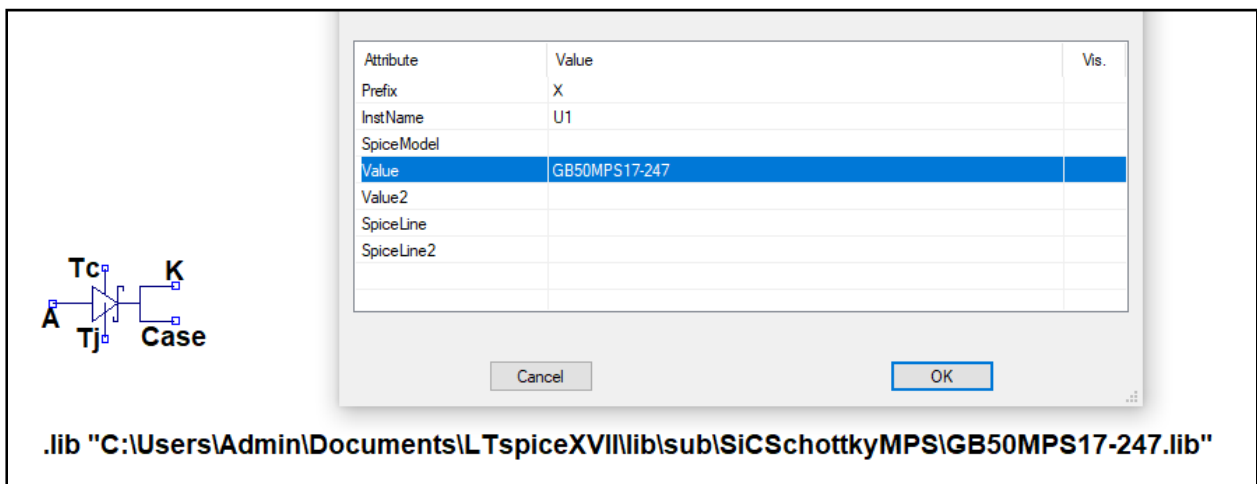 Attribute Value Vis.
Prefix X
InstName U1
SpiceModel
Value GB50MPS17-247
Value2
SpiceLine
SpiceLine2
Tc K
A
Tj Case
Cancel OK
.lib "C:\Users\Admin\Documents\LTspiceXVII\lib\sub\SiCSchottkyMPS\GB50MPS17-247.lib"